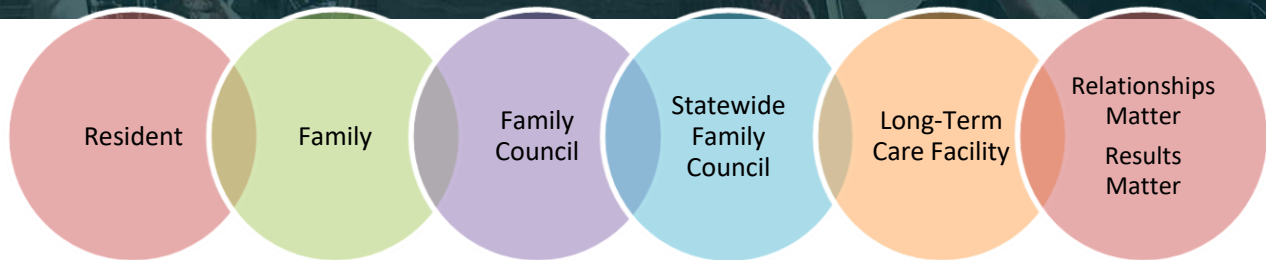 Resident
Family
Family
Council
Statewide
Family
Council
Long-Term
Care Facility
Relationships
Matter
Results
Matter